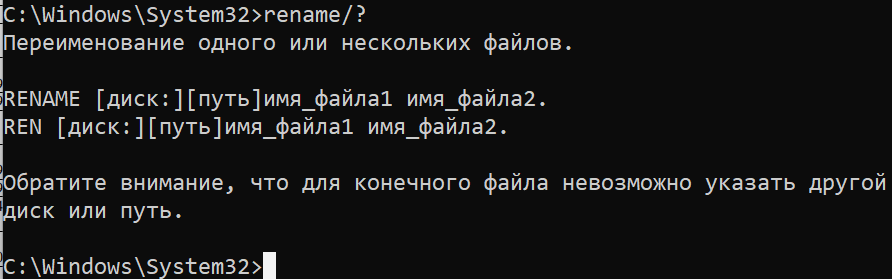 C:\Windows\System32>rename/?
Переименование одного или нескольких файлов.
RENAME [диск:][путь]имя_файла1 имя_файла2.
REN [диск:][путь]имя_файла1 имя_файла2.
Обратите внимание, что для конечного файла невозможно указать другой
диск или путь.
C:\Windows\System32>